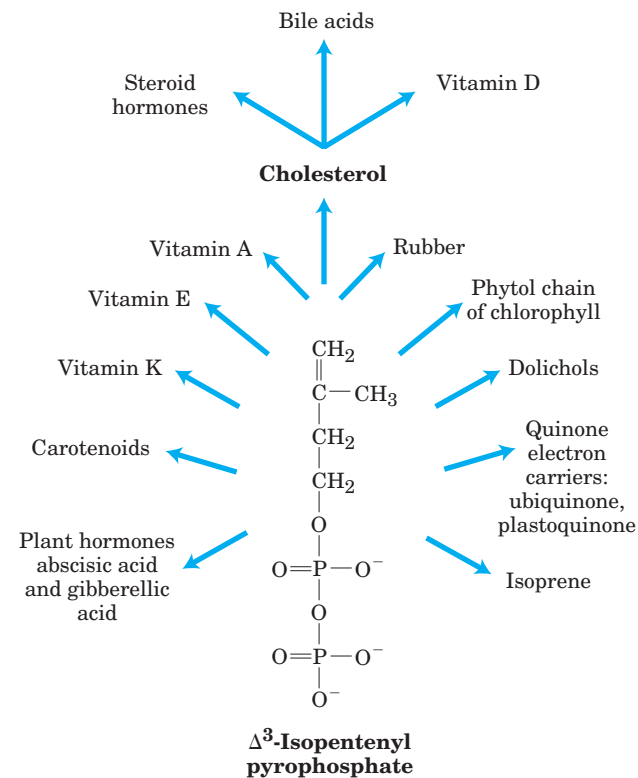 Bile acids
Steroid
hormones
Vitamin D
Cholesterol
Vitamin A
Rubber
Vitamin E
Phytol chain
of chlorophyll
Vitamin K
Dolichols
Carotenoids
Quinone
electron
carriers:
ubiquinone,
plastoquinone
Plant hormones
abscisic acid
and gibberellic
acid
Isoprene
CH₂
C—CH₃
CH₂
CH₂
O
O=P—O⁻
O
O=P—O⁻
O⁻
Δ³-Isopentenyl
pyrophosphate